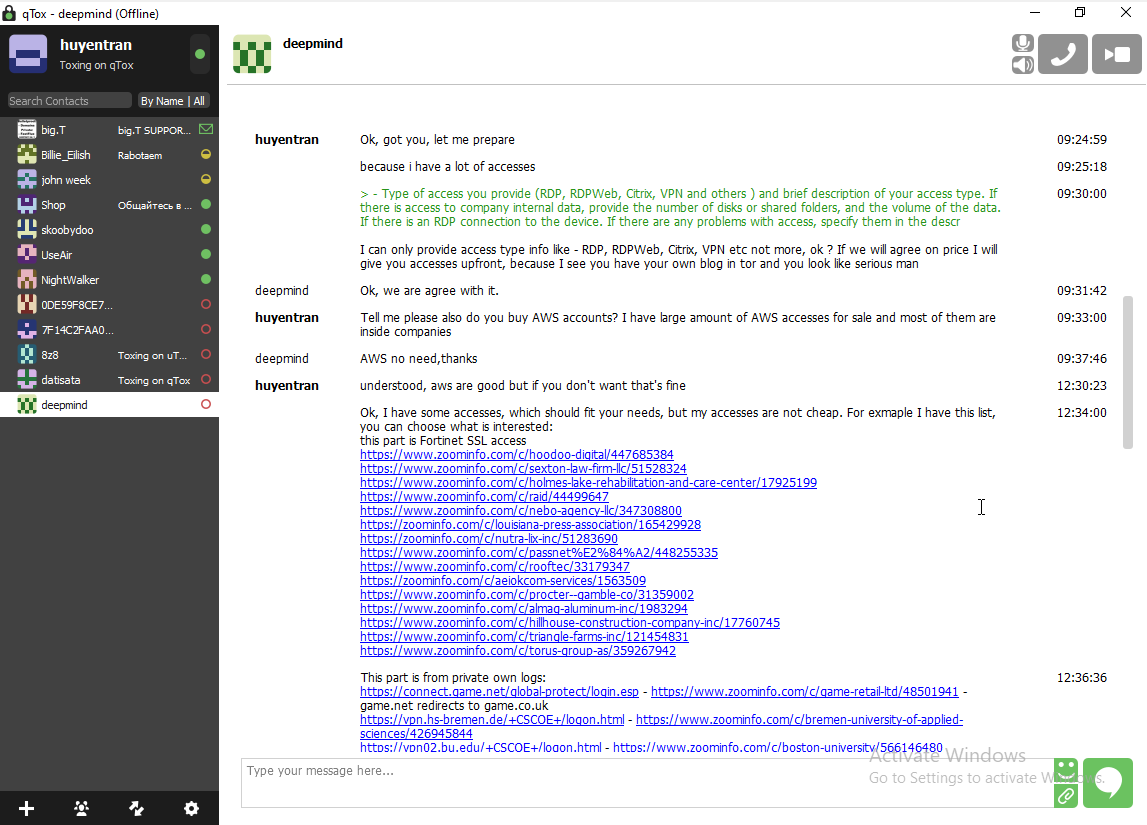 qTox - deepmind (Offline)
huyentran
Toxing on qTox
Search Contacts
By Name | All
big.T big.T SUPPOR...
Billie_Eilish Rabotaem
john week
Shop Общайтесь в ...
skoobydoo
UseAir
NightWalker
0DE59F8CE7...
7F14C2FAA0...
8z8 Toxing on uT...
datisata Toxing on qTox
deepmind
deepmind
huyentran Ok, got you, let me prepare 09:24:59
because i have a lot of accesses 09:25:18
> - Type of access you provide (RDP, RDPWeb, Citrix, VPN and others ) and brief description of your access type. If 09:30:00
there is access to company internal data, provide the number of disks or shared folders, and the volume of the data.
If there is an RDP connection to the device. If there are any problems with access, specify them in the descr
I can only provide access type info like - RDP, RDPWeb, Citrix, VPN etc not more, ok ? If we will agree on price I will
give you accesses upfront, because I see you have your own blog in tor and you look like serious man
deepmind Ok, we are agree with it. 09:31:42
huyentran Tell me please also do you buy AWS accounts? I have large amount of AWS accesses for sale and most of them are 09:33:00
inside companies
deepmind AWS no need,thanks 09:37:46
huyentran understood, aws are good but if you don't want that's fine 12:30:23
Ok, I have some accesses, which should fit your needs, but my accesses are not cheap. For exmaple I have this list, 12:34:00
you can choose what is interested:
this part is Fortinet SSL access
https://www.zoominfo.com/c/hoodoo-digital/447685384
https://www.zoominfo.com/c/sexton-law-firm-llc/51528324
https://www.zoominfo.com/c/holmes-lake-rehabilitation-and-care-center/17925199
https://www.zoominfo.com/c/raid/44499647
https://www.zoominfo.com/c/nebo-agency-llc/347308800
https://zoominfo.com/c/louisiana-press-association/165429928
https://zoominfo.com/c/nutra-lix-inc/51283690
https://www.zoominfo.com/c/passnet%E2%84%A2/448255335
https://www.zoominfo.com/c/rooftec/33179347
https://zoominfo.com/c/aeiokcom-services/1563509
https://www.zoominfo.com/c/procter--gamble-co/31359002
https://www.zoominfo.com/c/almag-aluminum-inc/1983294
https://www.zoominfo.com/c/hillhouse-construction-company-inc/17760745
https://www.zoominfo.com/c/triangle-farms-inc/121454831
https://www.zoominfo.com/c/torus-group-as/359267942
This part is from private own logs: 12:36:36
https://connect.game.net/global-protect/login.esp - https://www.zoominfo.com/c/game-retail-ltd/48501941 -
game.net redirects to game.co.uk
https://vpn.hs-bremen.de/+CSCOE+/logon.html - https://www.zoominfo.com/c/bremen-university-of-applied-
sciences/426945844
https://vpn02.bu.edu/+CSCOE+/logon.html - https://www.zoominfo.com/c/boston-university/566146480
Type your message here...
Activate Windows
Go to Settings to activate Windows.